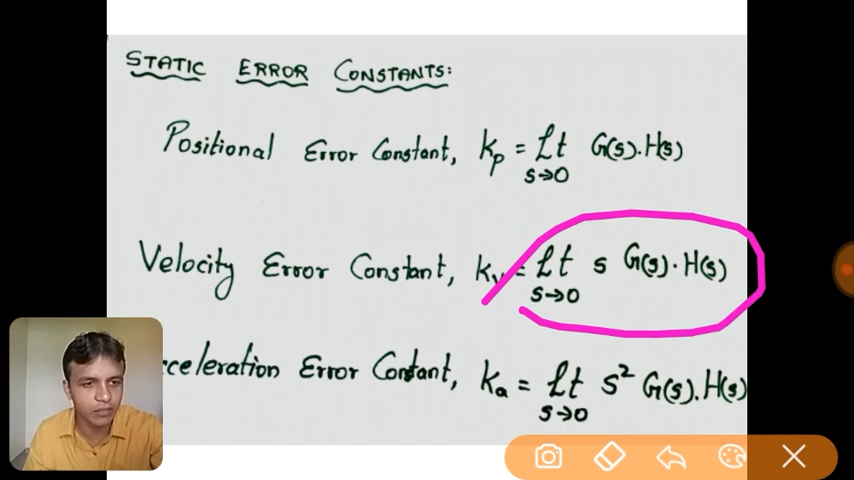 STATIC ERROR CONSTANTS:
Positional Error Constant, Kp = Lt s→0 G(s).H(s)
Velocity Error Constant, Kv = Lt s→0 s G(s).H(s)
cceleration Error Constant, Ka = Lt s→0 s² G(s).H(s)